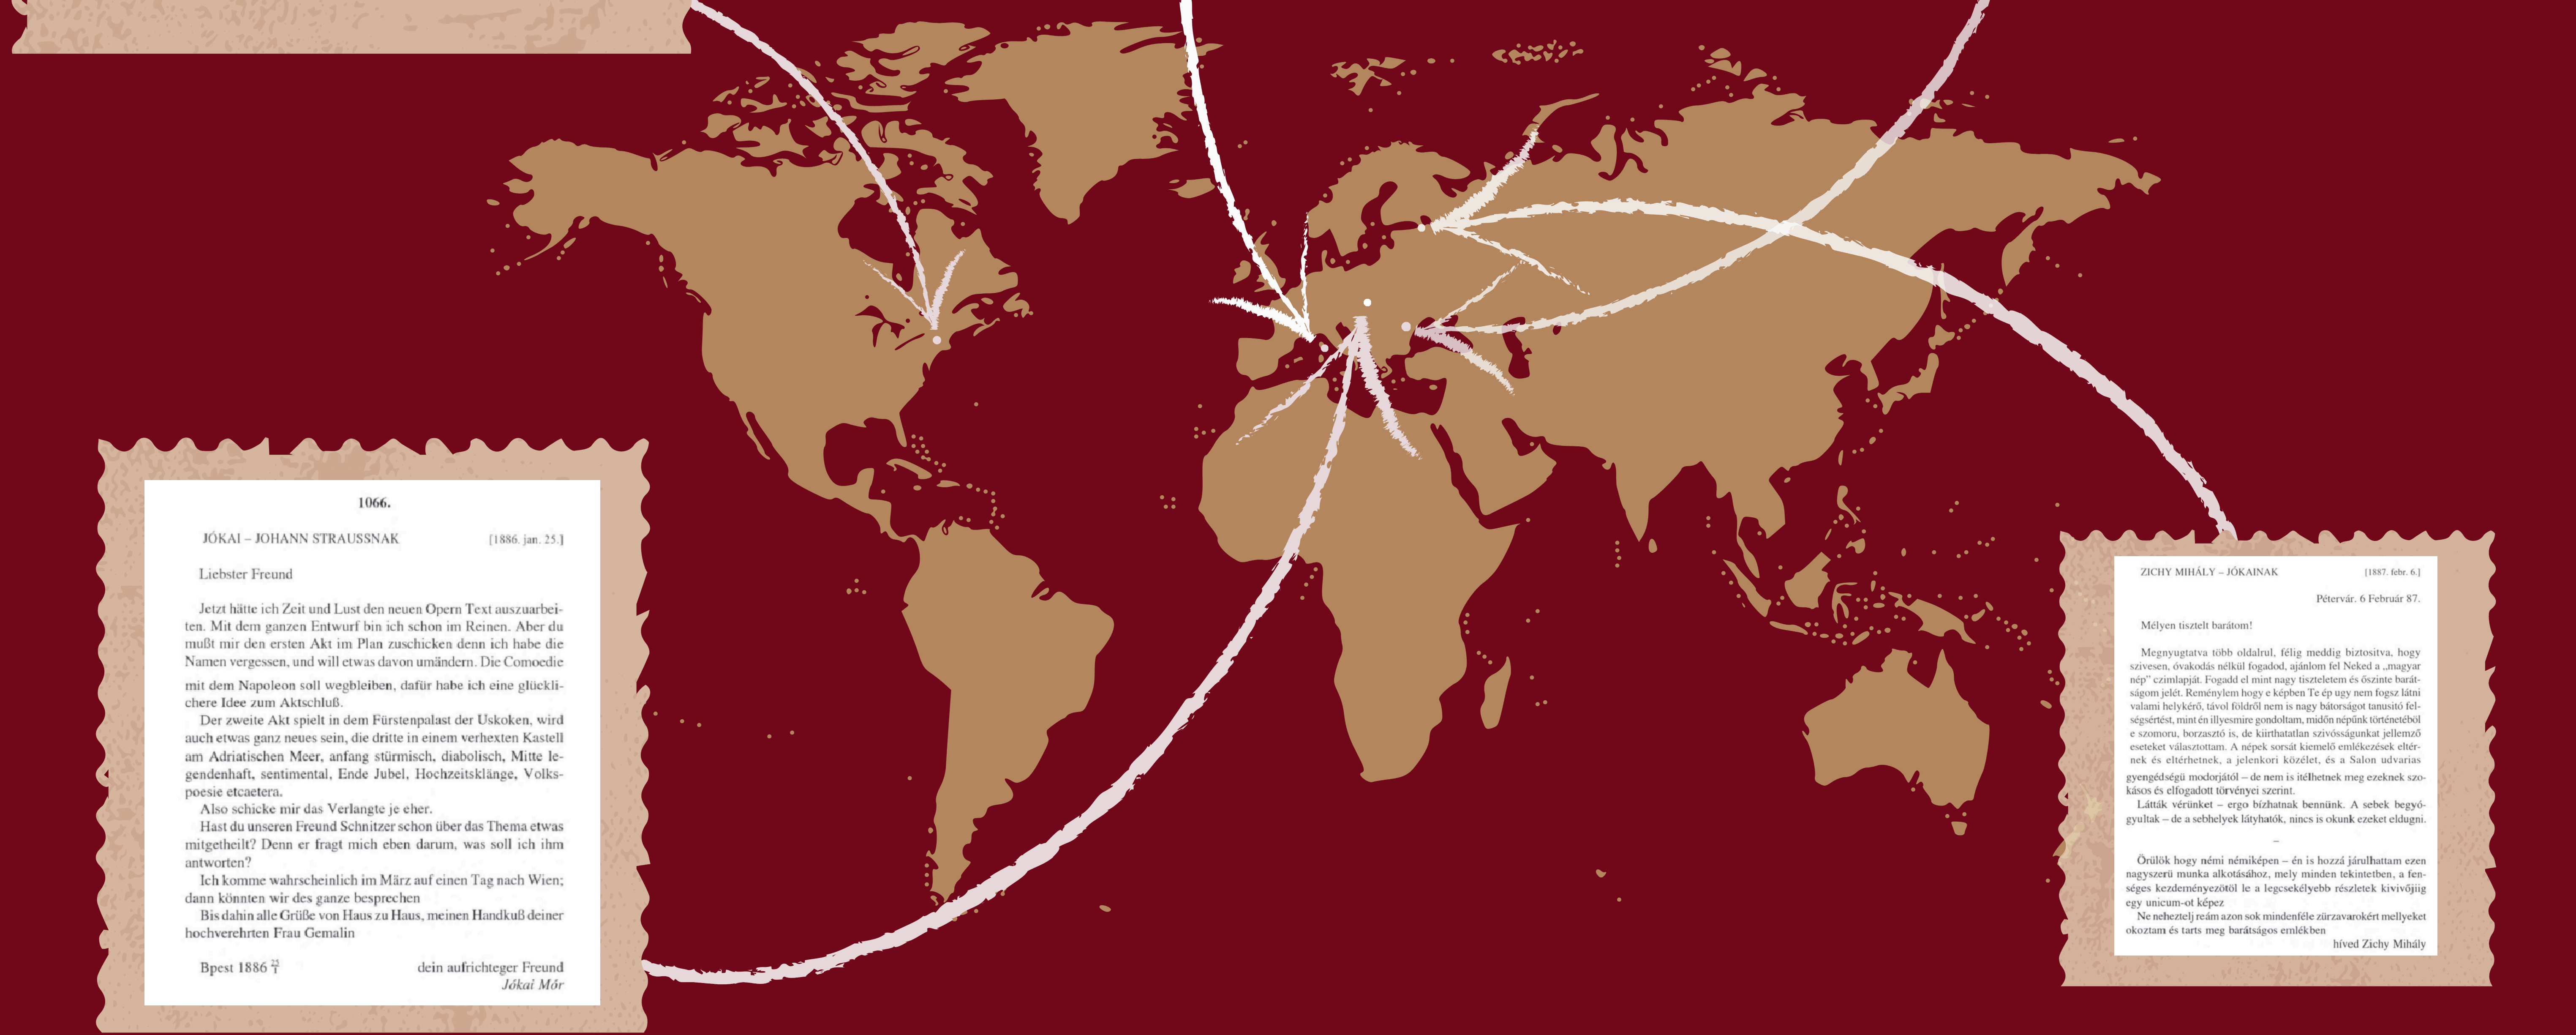 1066.
JÓKAI – JOHANN STRAUSSNAK [1886. jan. 25.]
Liebster Freund
Jetzt hätte ich Zeit und Lust den neuen Opern Text auszuarbei-
ten. Mit dem ganzen Entwurf bin ich schon im Reinen. Aber du
mußt mir den ersten Akt im Plan zuschicken denn ich habe die
Namen vergessen, und will etwas davon umändern. Die Comoedie
mit dem Napoleon soll wegbleiben, dafür habe ich eine glückli-
chere Idee zum Aktschluß.
Der zweite Akt spielt in dem Fürstenpalast der Uskoken, wird
auch etwas ganz neues sein, die dritte in einem verhexten Kastell
am Adriatischen Meer, anfang stürmisch, diabolisch, Mitte le-
gendenhaft, sentimental, Ende Jubel, Hochzeitsklänge, Volks-
poesie etcaetera.
Also schicke mir das Verlangte je eher.
Hast du unseren Freund Schnitzer schon über das Thema etwas
mitgetheilt? Denn er fragt mich eben darum, was soll ich ihm
antworten?
Ich komme wahrscheinlich im März auf einen Tag nach Wien;
dann könnten wir des ganze besprechen
Bis dahin alle Grüße von Haus zu Haus, meinen Handkuß deiner
hochverehrten Frau Gemalin
Bpest 1886 25/1 dein aufrichteger Freund
Jókai Mór
ZICHY MIHÁLY – JÓKAINAK [1887. febr. 6.]
Pétervár. 6 Február 87.
Mélyen tisztelt barátom!
Megnyugtatva több oldalrul, félig meddig biztositva, hogy
szivesen, óvakodás nélkül fogadod, ajánlom fel Neked a „magyar
nép” czimlapját. Fogadd el mint nagy tiszteletem és őszinte barát-
ságom jelét. Reménylem hogy e képben Te ép ugy nem fogsz látni
valami helykérő, távol földről nem is nagy bátorságot tanusitó fel-
ségsértést, mint én illyesmire gondoltam, midőn népünk történetéböl
e szomoru, borzasztó is, de kiirthatatlan szivósságunkat jellemző
eseteket választottam. A népek sorsát kiemelő emlékezések eltér-
nek és eltérhetnek, a jelenkori közélet, és a Salon udvarias
gyengédségü modorjától – de nem is itélhetnek meg ezeknek szo-
kásos és elfogadott törvényei szerint.
Látták vérünket – ergo bízhatnak bennünk. A sebek begyó-
gyultak – de a sebhelyek látyhatók, nincs is okunk ezeket eldugni.
–
Örülök hogy némi némiképen – én is hozzá járulhattam ezen
nagyszerü munka alkotásához, mely minden tekintetben, a fen-
séges kezdeményezötöl le a legcsekélyebb részletek kivivőjiig
egy unicum-ot képez
Ne neheztelj reám azon sok mindenféle zürzavarokért mellyeket
okoztam és tarts meg barátságos emlékben
híved Zichy Mihály